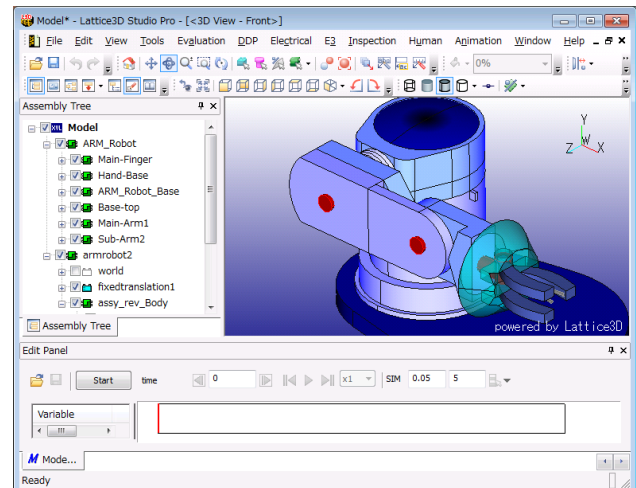 Model* - Lattice3D Studio Pro - [<3D View - Front>]
File Edit View Tools Evaluation DDP Electrical E3 Inspection Human Animation Window Help
0%
Assembly Tree
Model
ARM_Robot
Main-Finger
Hand-Base
ARM_Robot_Base
Base-top
Main-Arm1
Sub-Arm2
armrobot2
world
fixedtranslation1
assy_rev_Body
Assembly Tree
Y
Z W X
powered by Lattice3D
Edit Panel
Start time 0 x1 SIM 0.05 5
Variable
M Mode...
Ready